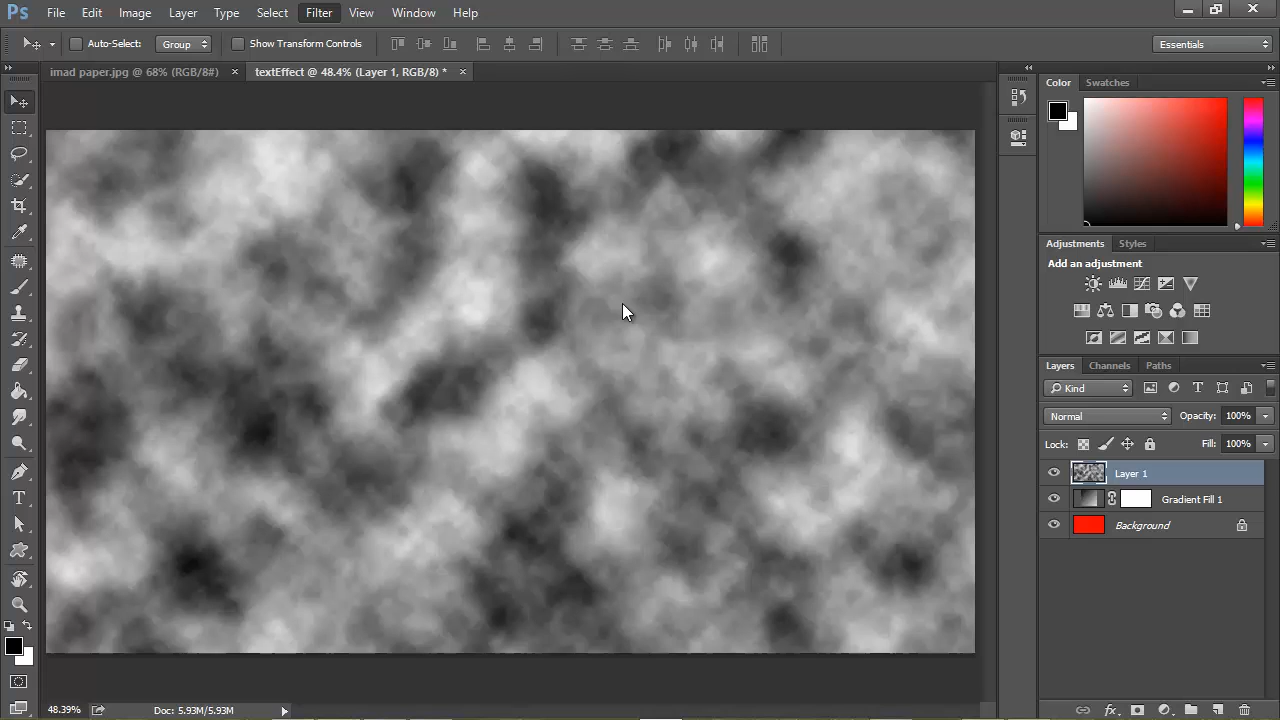 Ps File Edit Image Layer Type Select Filter View Window Help
Auto-Select: Group Show Transform Controls Essentials
imad paper.jpg @ 68% (RGB/8#) × textEffect @ 48.4% (Layer 1, RGB/8) * ×
Color Swatches
Adjustments Styles
Add an adjustment
Layers Channels Paths
Kind
Normal Opacity: 100%
Lock: Fill: 100%
Layer 1
Gradient Fill 1
Background
48.39% Doc: 5.93M/5.93M